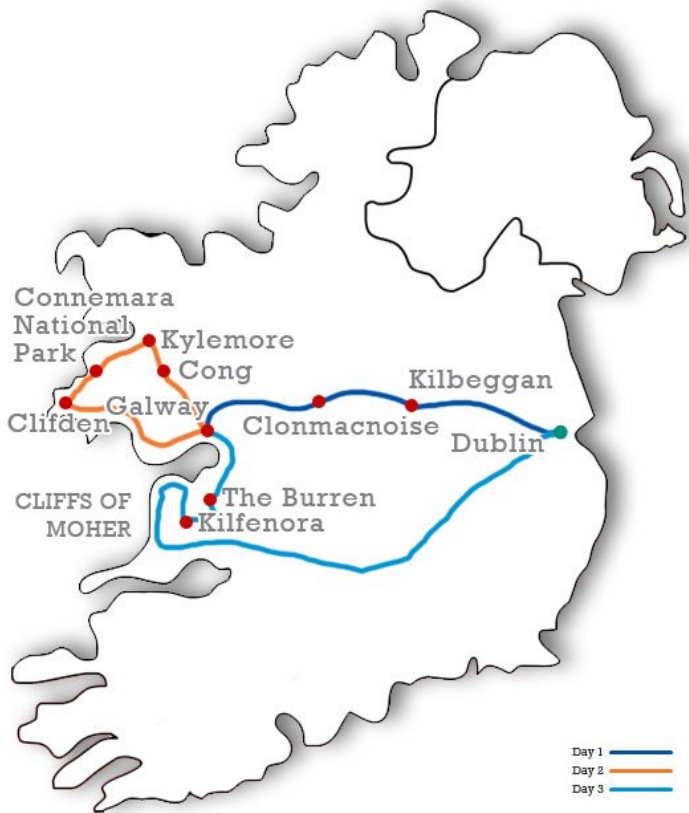 Connemara
National
Park
Kylemore
Cong
Clifden
Galway
Clonmacnoise
Kilbeggan
Dublin
CLIFFS OF
MOHER
The Burren
Kilfenora
Day 1
Day 2
Day 3